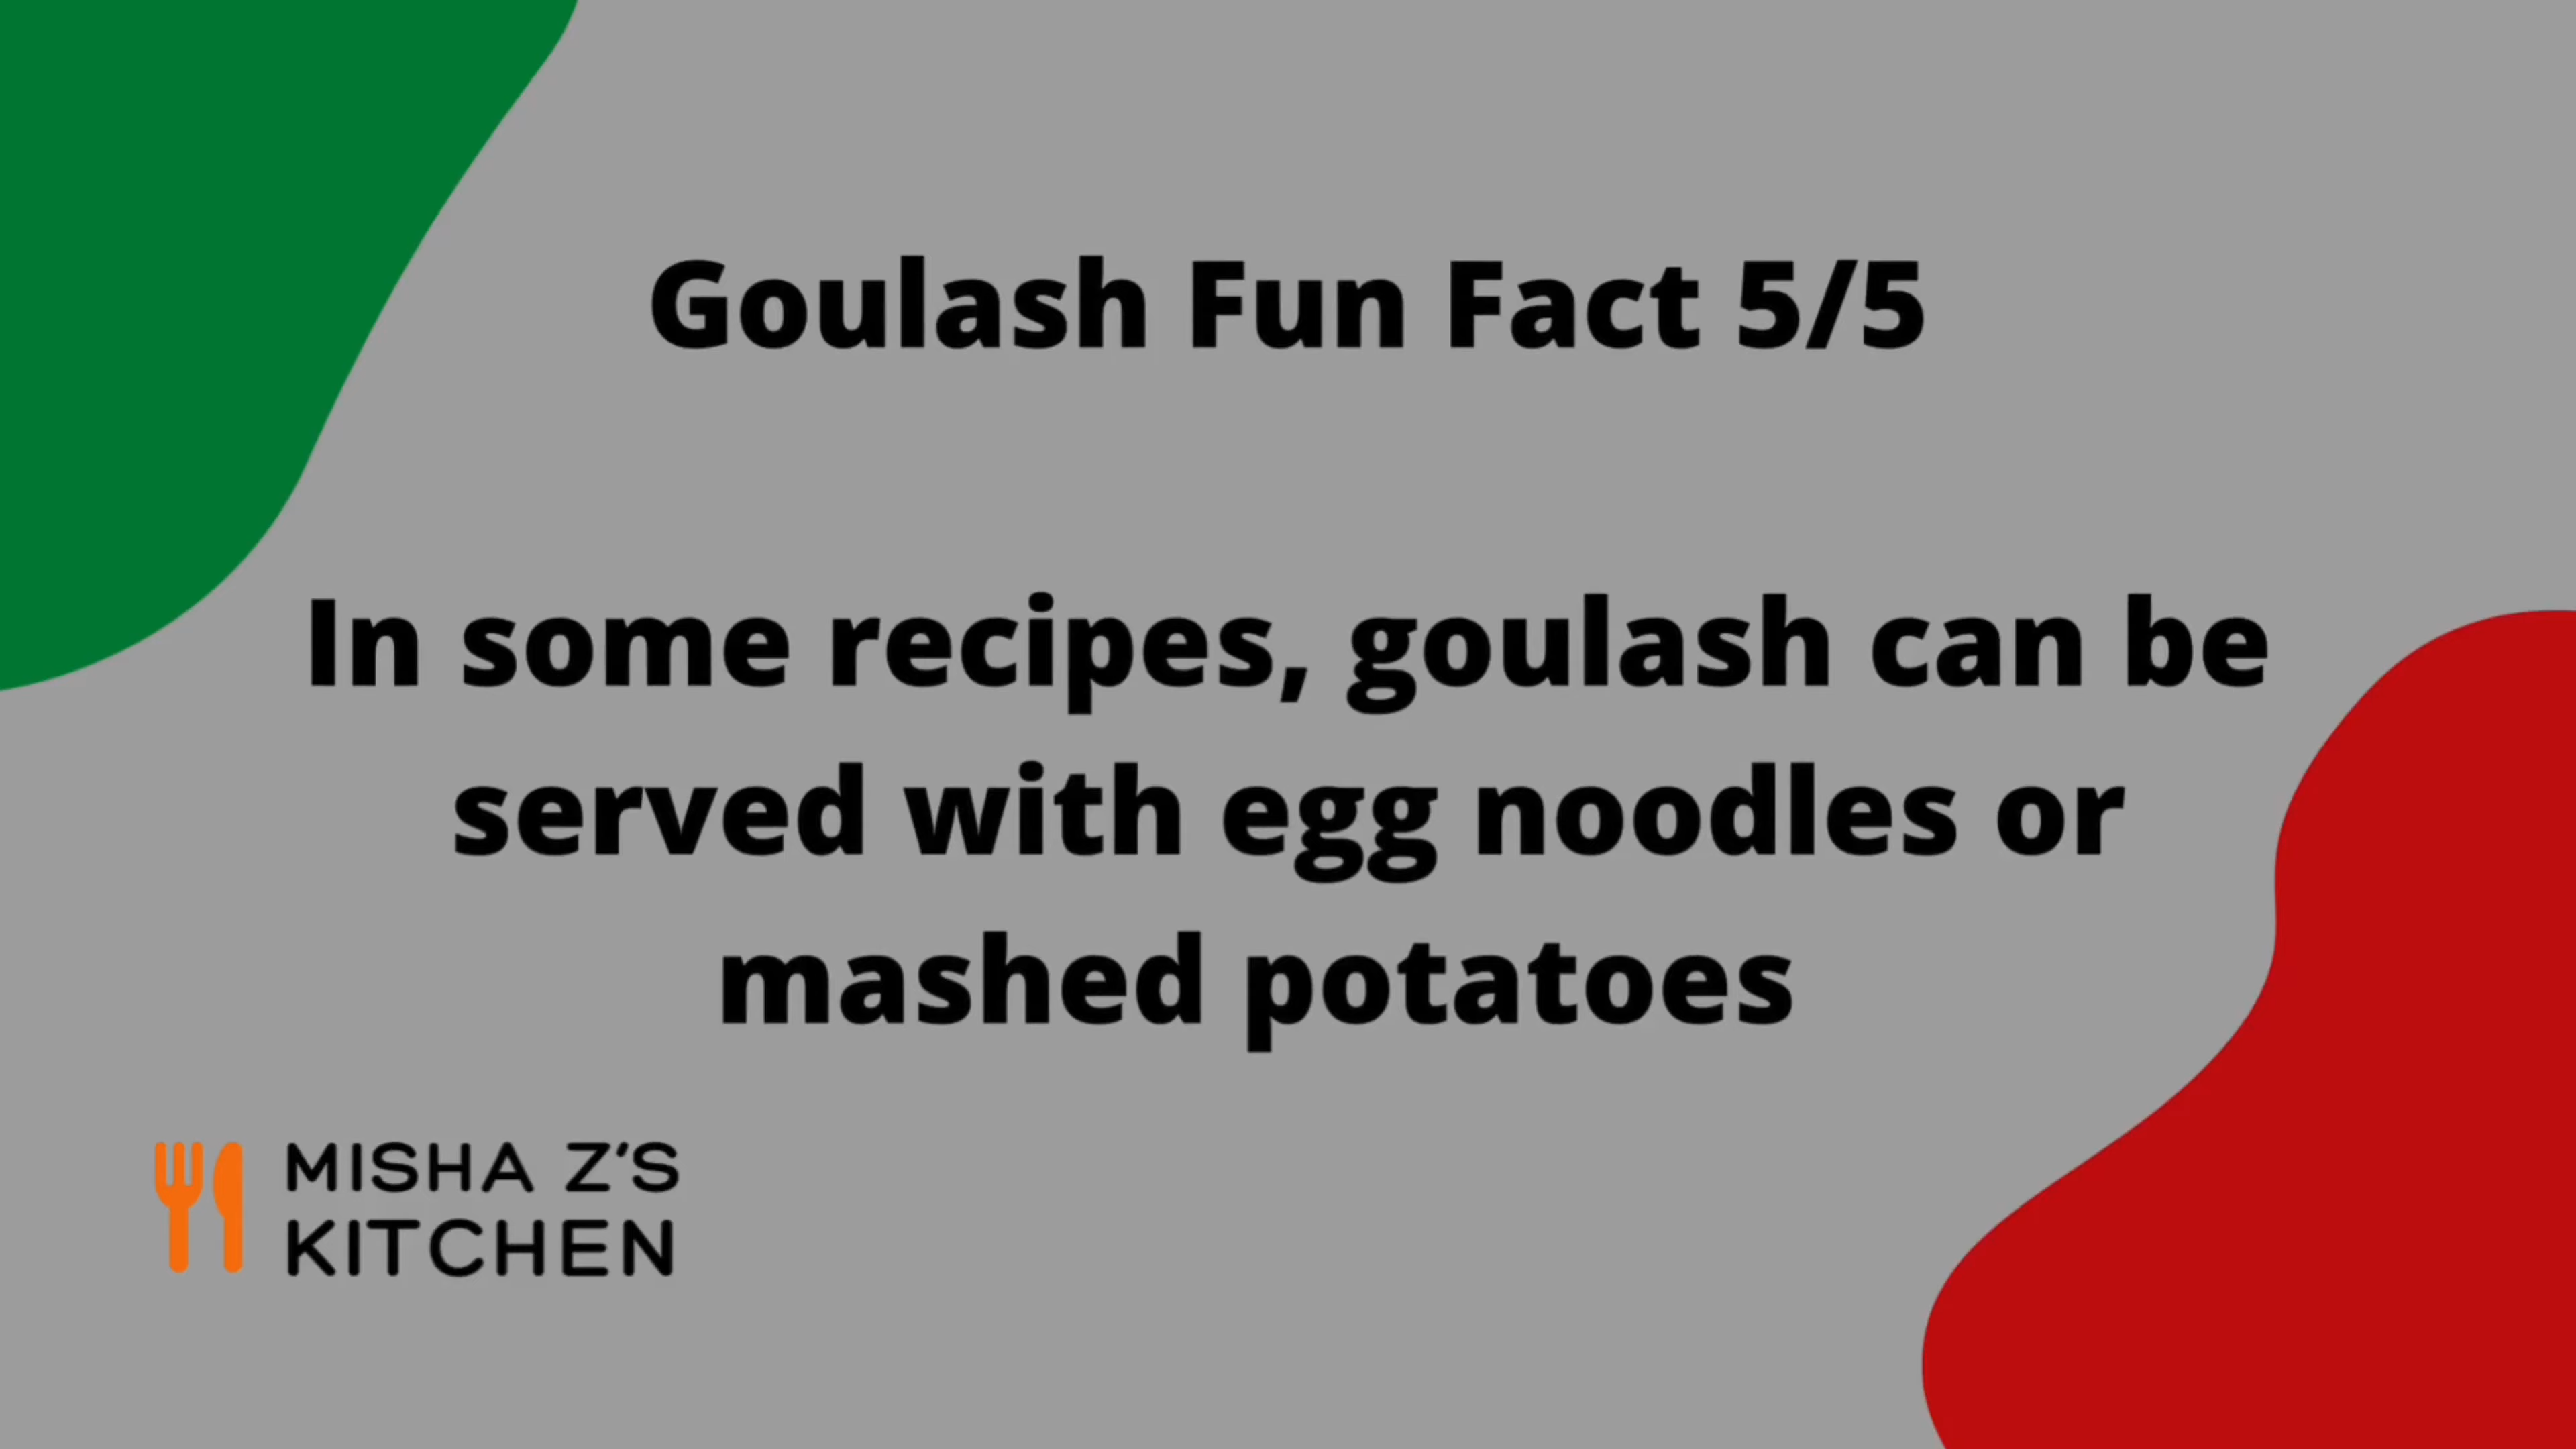 Goulash Fun Fact 5/5
In some recipes, goulash can be
served with egg noodles or
mashed potatoes
MISHA Z'S
KITCHEN